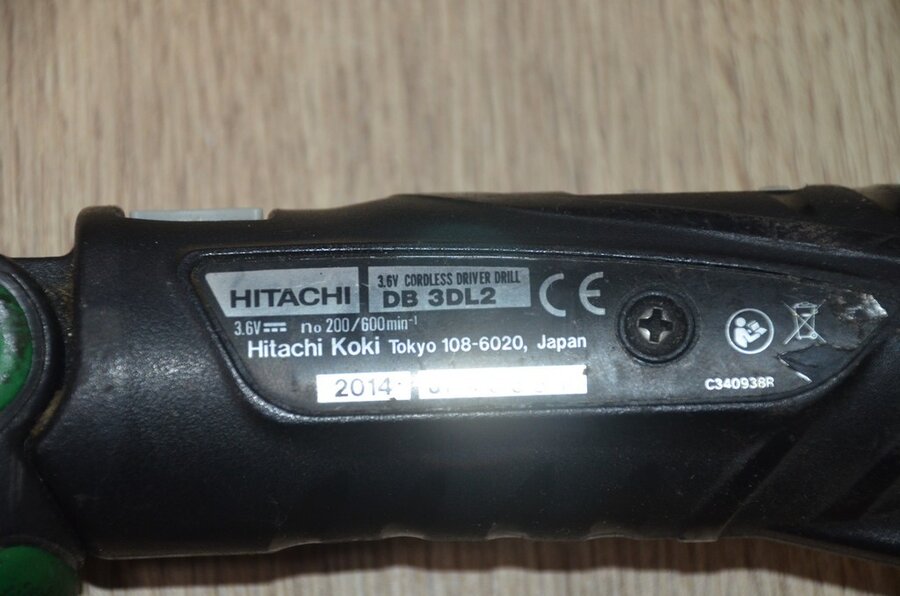 HITACHI
3.6V CORDLESS DRIVER DRILL
DB 3DL2
CE
3.6V⎓ no 200/600min⁻¹
Hitachi Koki Tokyo 108-6020, Japan
2014
C340938R